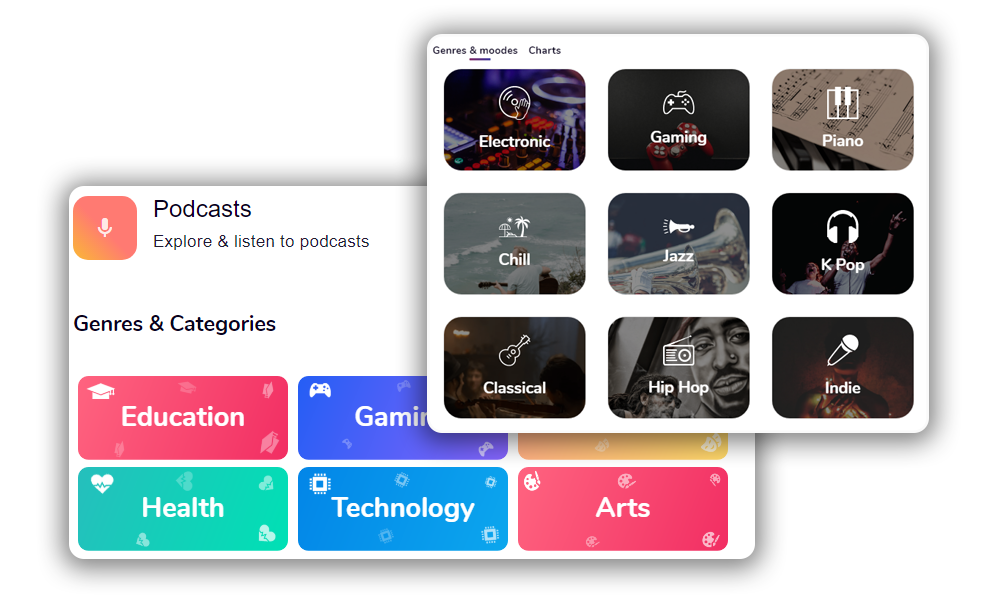 Genres & moodes Charts
Electronic
Gaming
Piano
Chill
Jazz
K Pop
Classical
Hip Hop
Indie
Podcasts
Explore & listen to podcasts
Genres & Categories
Education
Gamin
Health
Technology
Arts